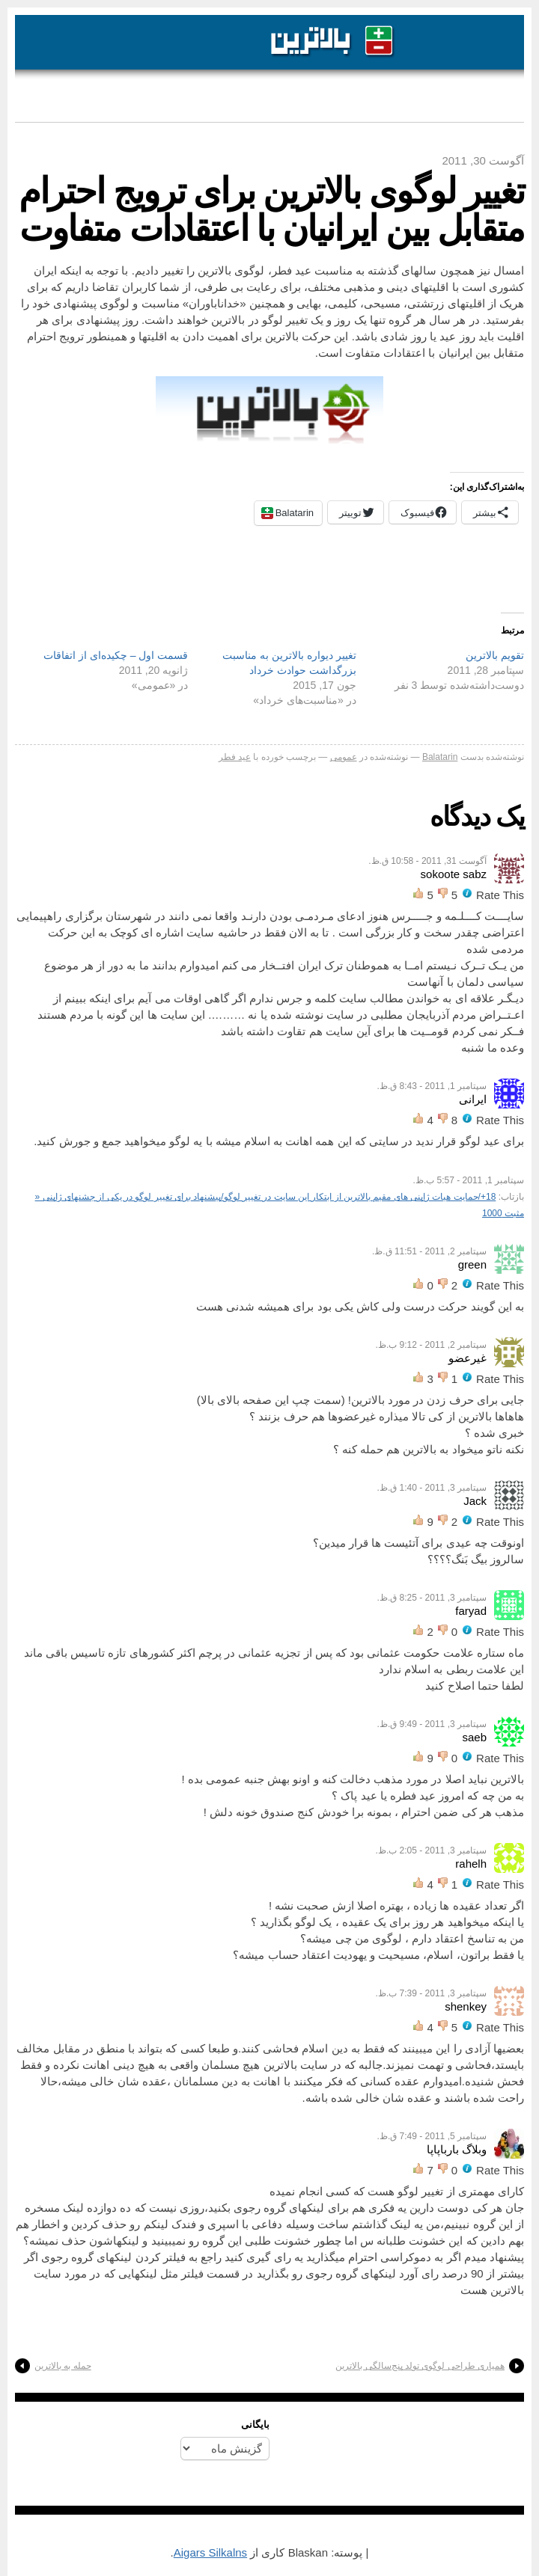 بالاترین
آگوست 30, 2011
تغییر لوگوی بالاترین برای ترویج احترام
متقابل بین ایرانیان با اعتقادات متفاوت
امسال نیز همچون سالهای گذشته به مناسبت عید فطر، لوگوی بالاترین را تغییر دادیم. با توجه به اینکه ایران
کشوری است با اقلیتهای دینی و مذهبی مختلف، برای رعایت بی طرفی، از شما کاربران تقاضا داریم که برای
هریک از اقلیتهای زرتشتی، مسیحی، کلیمی، بهایی و همچنین «خداناباوران» مناسبت و لوگوی پیشنهادی خود را
بفرستید. در هر سال هر گروه تنها یک روز و یک تغییر لوگو در بالاترین خواهند داشت. روز پیشنهادی برای هر
اقلیت باید روز عید یا روز شادی باشد. این حرکت بالاترین برای اهمیت دادن به اقلیتها و همینطور ترویج احترام
متقابل بین ایرانیان با اعتقادات متفاوت است.
بالاترین
به‌اشتراک‌گذاری این:
بیشتر
فیسبوک
توییتر
Balatarin
مرتبط
تقویم بالاترین
سپتامبر 28, 2011
دوست‌داشته‌شده توسط 3 نفر
تغییر دیواره بالاترین به مناسبت
بزرگداشت حوادث خرداد
جون 17, 2015
در «مناسبت‌های خرداد»
قسمت اول – چکیده‌ای از اتفاقات
ژانویه 20, 2011
در «عمومی»
نوشته‌شده بدست Balatarin — نوشته‌شده در عمومی — برچسب خورده با عید فطر
یک دیدگاه
آگوست 31, 2011 - 10:58 ق.ظ.
sokoote sabz
5 5 Rate This
سایـــت کــــلـمه و جــــرس هنوز ادعای مـردمـی بودن دارنـد واقعا نمی دانند در شهرستان برگزاری راهپیمایی
اعتراضی چقدر سخت و کار بزرگی است . تا به الان فقط در حاشیه سایت اشاره ای کوچک به این حرکت
مردمی شده
من یــک تــرک نـیستم امــا به هموطنان ترک ایران افتــخار می کنم امیدوارم بدانند ما به دور از هر موضوع
سیاسی دلمان با آنهاست
دیـگـر علاقه ای به خواندن مطالب سایت کلمه و جرس ندارم اگر گاهی اوقات می آیم برای اینکه ببینم از
اعـتــراض مردم آذربایجان مطلبی در سایت نوشته شده یا نه .......... این سایت ها این گونه با مردم هستند
فــکر نمی کردم قومــیت ها برای آین سایت هم تقاوت داشته باشد
وعده ما شنبه
سپتامبر 1, 2011 - 8:43 ق.ظ.
ایرانی
4 8 Rate This
برای عید لوگو قرار ندید در سایتی که این همه اهانت به اسلام میشه با یه لوگو میخواهید جمع و جورش کنید.
سپتامبر 1, 2011 - 5:57 ب.ظ.
بازتاب: 18+/حمایت هیات ژاپنی های مقیم بالاترین از ابتکار این سایت در تغییر لوگو/پیشنهاد برای تغییر لوگو در یکی از جشنهای ژاپنی «
مثبت 1000
سپتامبر 2, 2011 - 11:51 ق.ظ.
green
0 2 Rate This
به این گویند حرکت درست ولی کاش یکی بود برای همیشه شدنی هست
سپتامبر 2, 2011 - 9:12 ب.ظ.
غیرعضو
3 1 Rate This
جایی برای حرف زدن در مورد بالاترین! (سمت چپ این صفحه بالای بالا)
هاهاها بالاترین از کی تالا میذاره غیرعضوها هم حرف بزنند ؟
خبری شده ؟
نکنه ناتو میخواد به بالاترین هم حمله کنه ؟
سپتامبر 3, 2011 - 1:40 ق.ظ.
Jack
9 2 Rate This
اونوقت چه عیدی برای آتئیست ها قرار میدین؟
سالروز بیگ بَنگ؟؟؟؟
سپتامبر 3, 2011 - 8:25 ق.ظ.
faryad
2 0 Rate This
ماه ستاره علامت حکومت عثمانی بود که پس از تجزیه عثمانی در پرچم اکثر کشورهای تازه تاسیس باقی ماند
این علامت ربطی به اسلام ندارد
لطفا حتما اصلاح کنید
سپتامبر 3, 2011 - 9:49 ق.ظ.
saeb
9 0 Rate This
بالاترین نباید اصلا در مورد مذهب دخالت کنه و اونو بهش جنبه عمومی بده !
به من چه که امروز عید فطره یا عید پاک ؟
مذهب هر کی ضمن احترام ، بمونه برا خودش کنج صندوق خونه دلش !
سپتامبر 3, 2011 - 2:05 ب.ظ.
rahelh
4 1 Rate This
اگر تعداد عقیده ها زیاده ، بهتره اصلا ازش صحبت نشه !
یا اینکه میخواهید هر روز برای یک عقیده ، یک لوگو بگذارید ؟
من به تناسخ اعتقاد دارم ، لوگوی من چی میشه؟
یا فقط براتون، اسلام، مسیحیت و یهودیت اعتقاد حساب میشه؟
سپتامبر 3, 2011 - 7:39 ب.ظ.
shenkey
4 5 Rate This
بعضیها آزادی را این میبینند که فقط به دین اسلام فحاشی کنند.و طبعا کسی که بتواند با منطق در مقابل مخالف
بایستد،فحاشی و تهمت نمیزند.جالبه که در سایت بالاترین هیچ مسلمان واقعی به هیچ دینی اهانت نکرده و فقط
فحش شنیده.امیدوارم عقده کسانی که فکر میکنند با اهانت به دین مسلمانان ،عقده شان خالی میشه،حالا
راحت شده باشند و عقده شان خالی شده باشه.
سپتامبر 5, 2011 - 7:49 ق.ظ.
وبلاگ بارباپاپا
7 0 Rate This
کارای مهمتری از تغییر لوگو هست که کسی انجام نمیده
جان هر کی دوست دارین یه فکری هم برای لینکهای گروه رجوی بکنید،روزی نیست که ده دوازده لینک مسخره
از این گروه نبینیم،من یه لینک گذاشتم ساخت وسیله دفاعی با اسپری و فندک لینکم رو حذف کردین و اخطار هم
بهم دادین که این خشونت طلبانه س اما چطور خشونت طلبی این گروه رو نمیبینید و لینکهاشون حذف نمیشه؟
پیشنهاد میدم اگر به دموکراسی احترام میگذارید یه رای گیری کنید راجع به فیلتر کردن لینکهای گروه رجوی اگر
بیشتر از 90 درصد رای آورد لینکهای گروه رجوی رو بگذارید در قسمت فیلتر مثل لینکهایی که در مورد سایت
بالاترین هست
همیاری طراحی لوگوی تولد پنج‌سالگی بالاترین
حمله به بالاترین
بایگانی
گزینش ماه
| پوسته: Blaskan کاری از Aigars Silkalns.